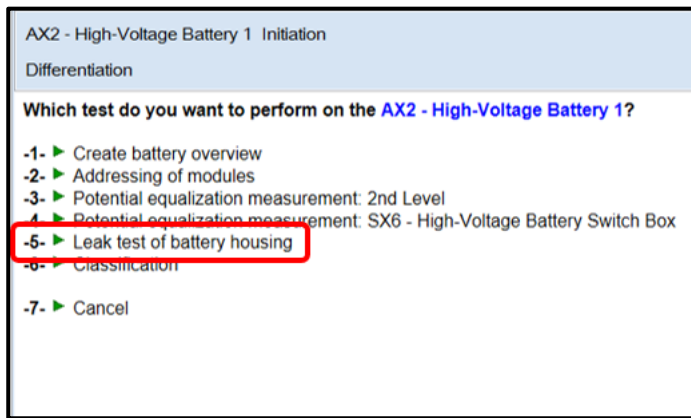 AX2 - High-Voltage Battery 1 Initiation
Differentiation
Which test do you want to perform on the AX2 - High-Voltage Battery 1?
-1- Create battery overview
-2- Addressing of modules
-3- Potential equalization measurement: 2nd Level
-4- Potential equalization measurement: SX6 - High-Voltage Battery Switch Box
-5- Leak test of battery housing
-6- Classification
-7- Cancel